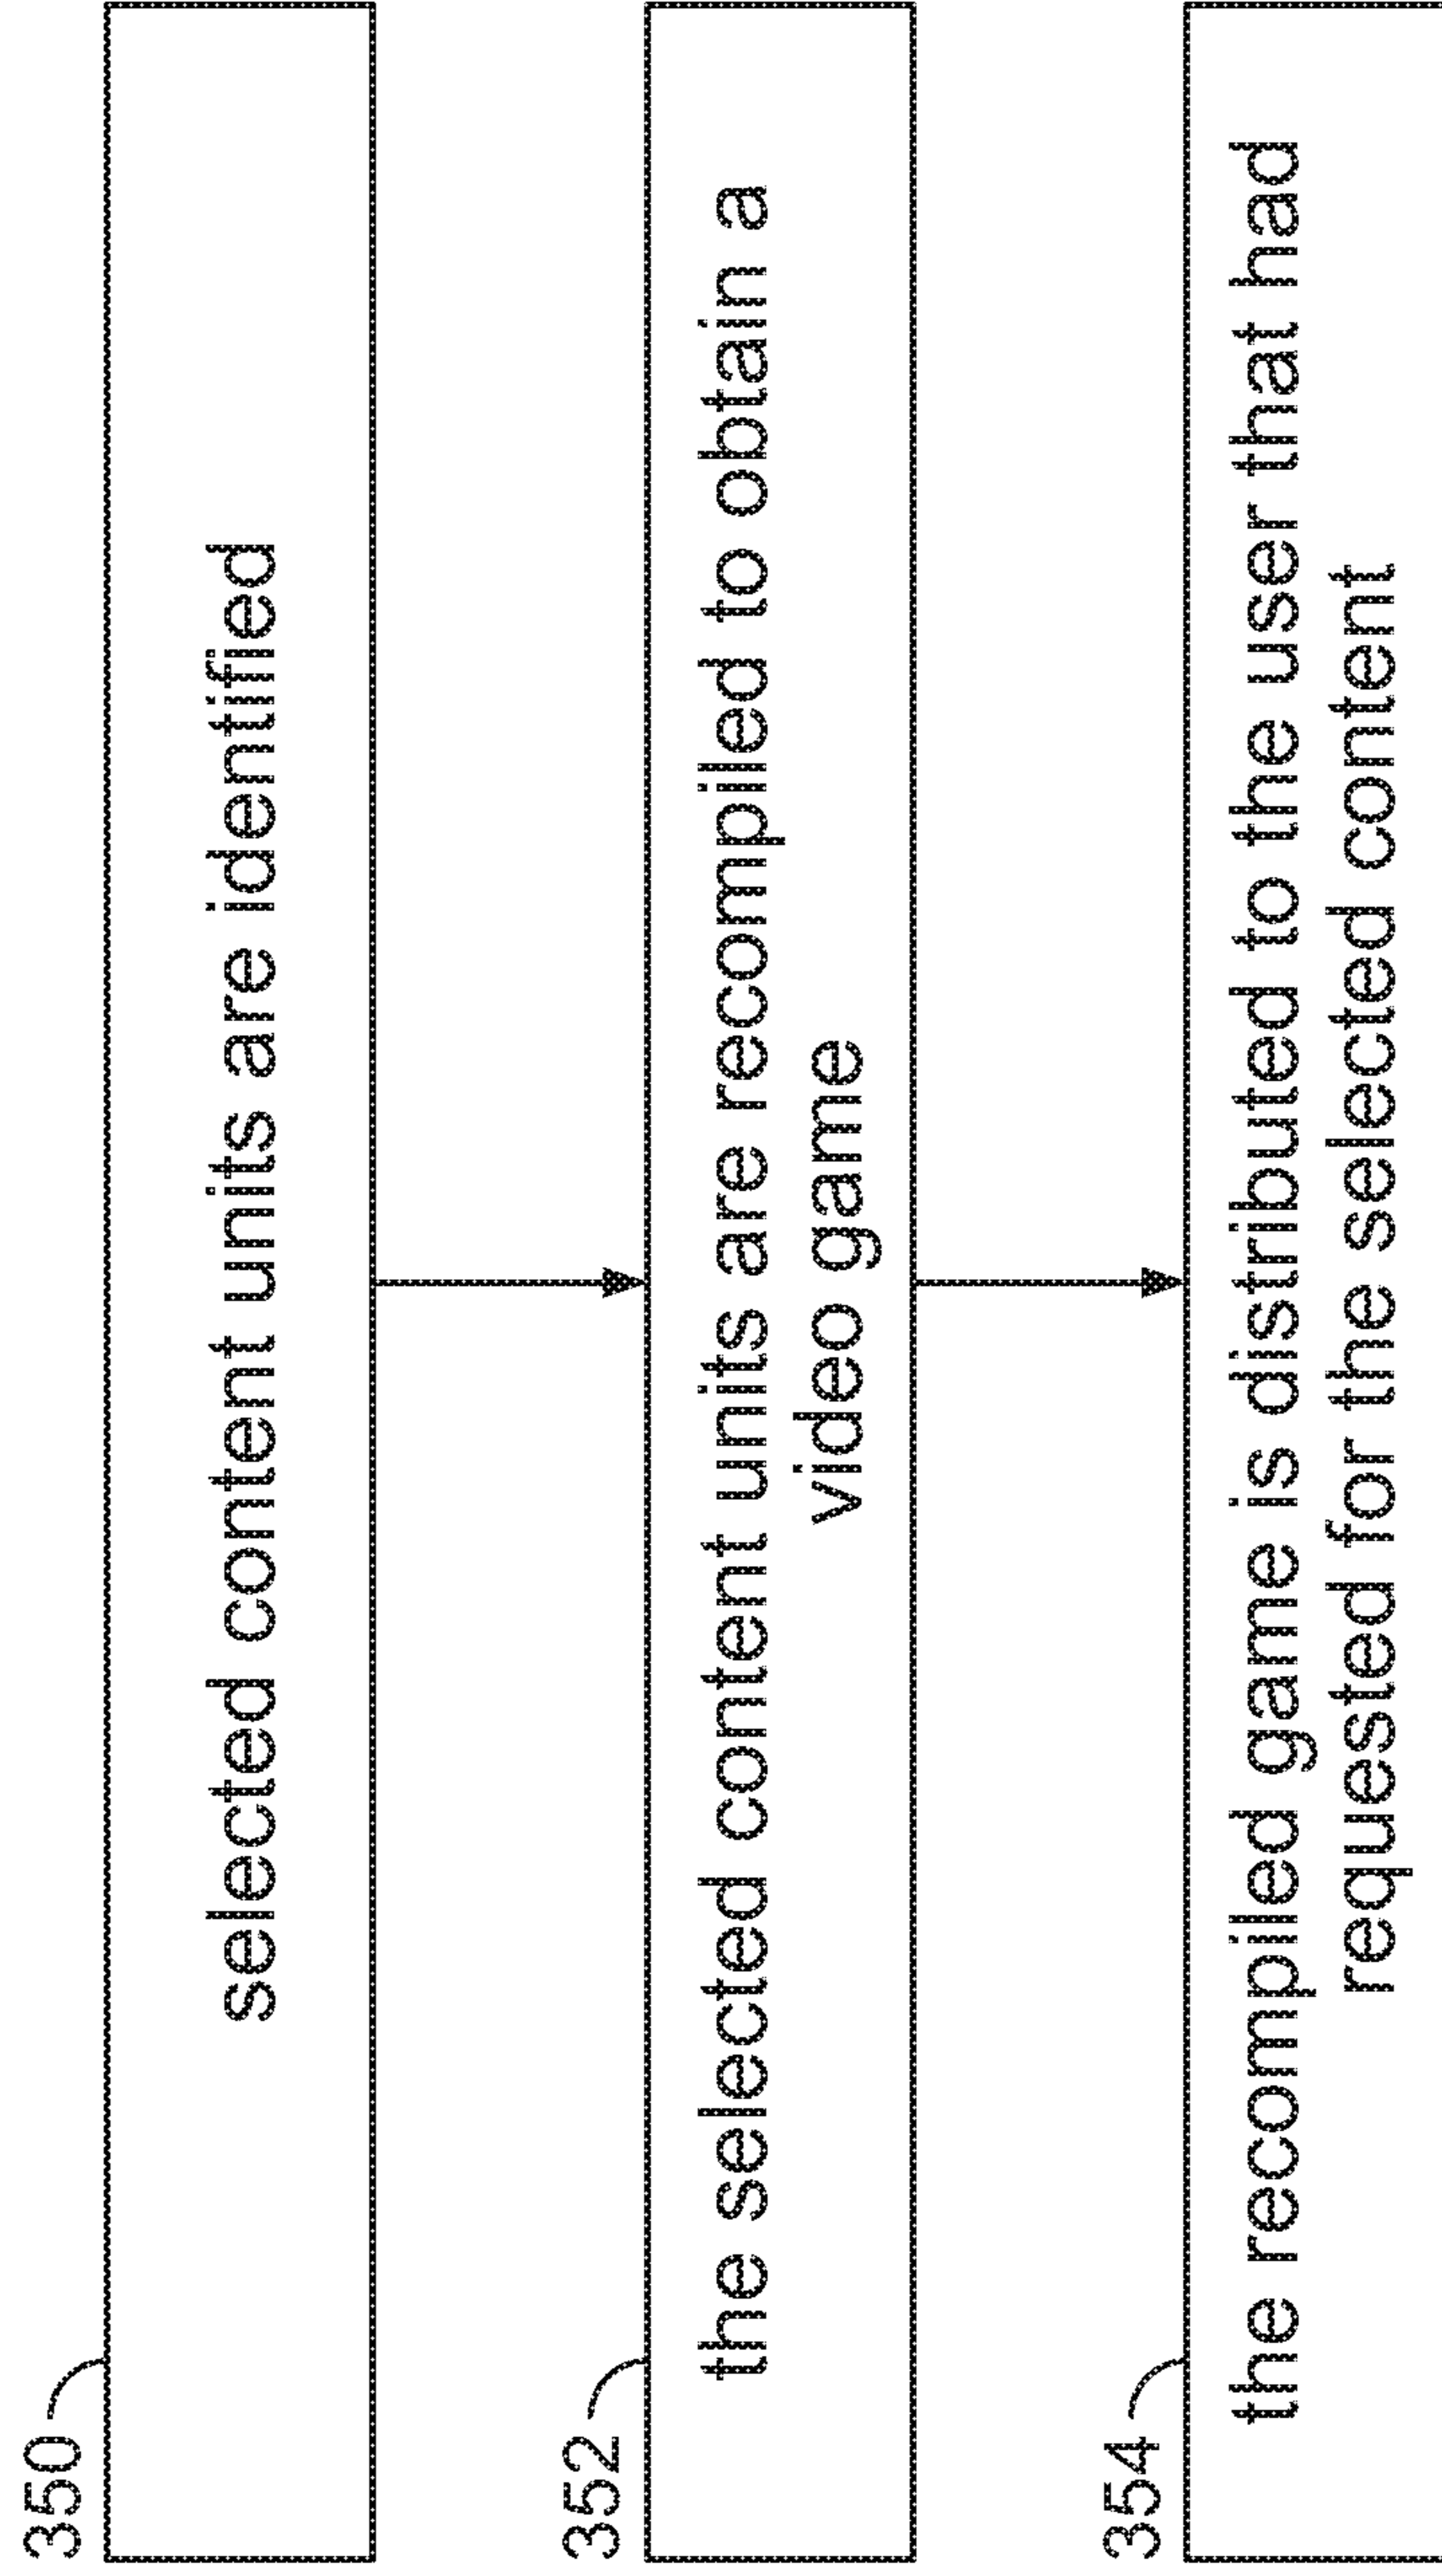 350
selected content units are identified
352
the selected content units are recompiled to obtain a
video game
354
the recompiled game is distributed to the user that had
requested for the selected content